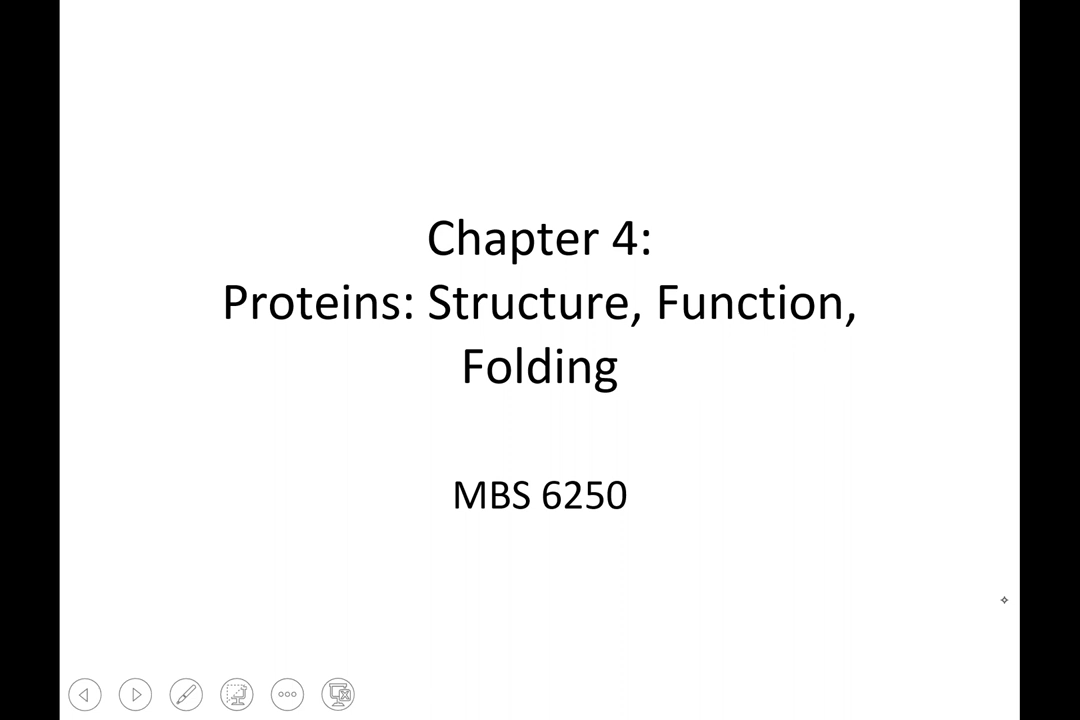 Chapter 4:
Proteins: Structure, Function,
Folding
MBS 6250